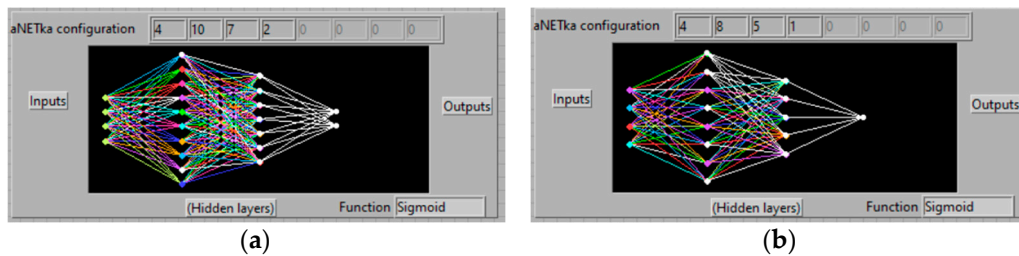 aNETka configuration 4 10 7 2 0 0 0 0
Inputs
Outputs
(Hidden layers) Function Sigmoid
(a)
aNETka configuration 4 8 5 1 0 0 0 0
Inputs
Outputs
(Hidden layers) Function Sigmoid
(b)